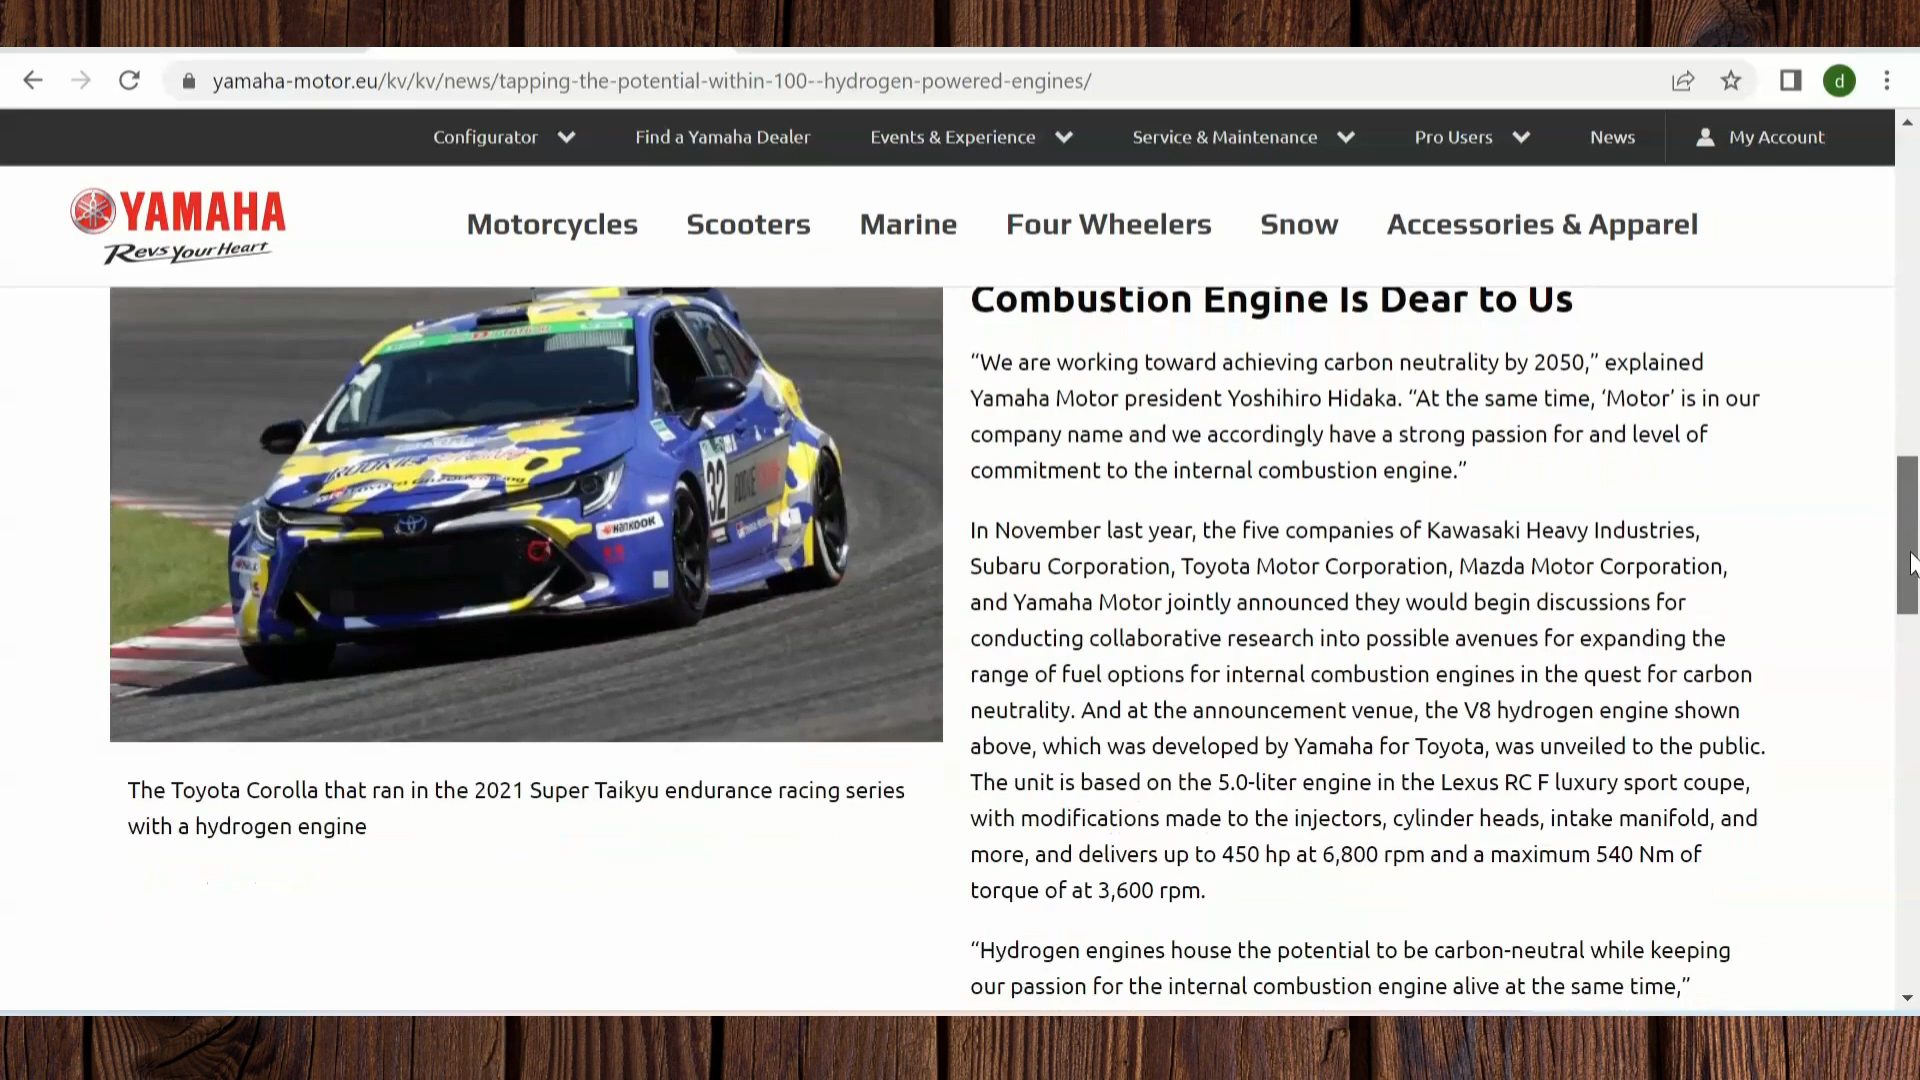 yamaha-motor.eu/kv/kv/news/tapping-the-potential-within-100--hydrogen-powered-engines/
d
Configurator
Find a Yamaha Dealer
Events & Experience
Service & Maintenance
Pro Users
News
My Account
YAMAHA
Revs Your Heart
Motorcycles
Scooters
Marine
Four Wheelers
Snow
Accessories & Apparel
32
HANKOOK
The Toyota Corolla that ran in the 2021 Super Taikyu endurance racing series
with a hydrogen engine
Combustion Engine Is Dear to Us
“We are working toward achieving carbon neutrality by 2050,” explained
Yamaha Motor president Yoshihiro Hidaka. “At the same time, ‘Motor’ is in our
company name and we accordingly have a strong passion for and level of
commitment to the internal combustion engine.”
In November last year, the five companies of Kawasaki Heavy Industries,
Subaru Corporation, Toyota Motor Corporation, Mazda Motor Corporation,
and Yamaha Motor jointly announced they would begin discussions for
conducting collaborative research into possible avenues for expanding the
range of fuel options for internal combustion engines in the quest for carbon
neutrality. And at the announcement venue, the V8 hydrogen engine shown
above, which was developed by Yamaha for Toyota, was unveiled to the public.
The unit is based on the 5.0-liter engine in the Lexus RC F luxury sport coupe,
with modifications made to the injectors, cylinder heads, intake manifold, and
more, and delivers up to 450 hp at 6,800 rpm and a maximum 540 Nm of
torque of at 3,600 rpm.
“Hydrogen engines house the potential to be carbon-neutral while keeping
our passion for the internal combustion engine alive at the same time,”